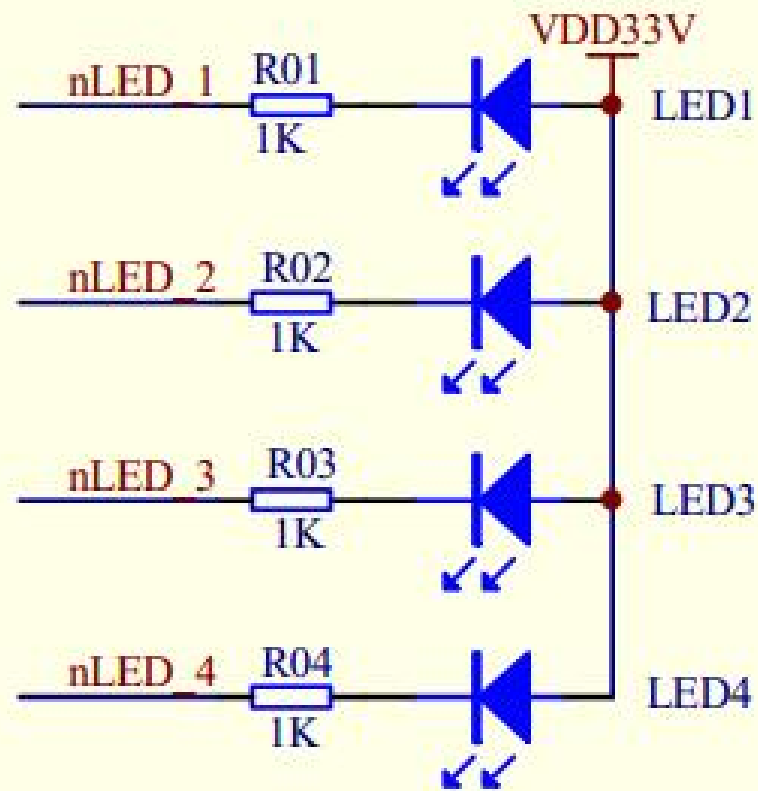 VDD33V
nLED_1 R01 LED1
1K
nLED_2 R02 LED2
1K
nLED_3 R03 LED3
1K
nLED_4 R04 LED4
1K